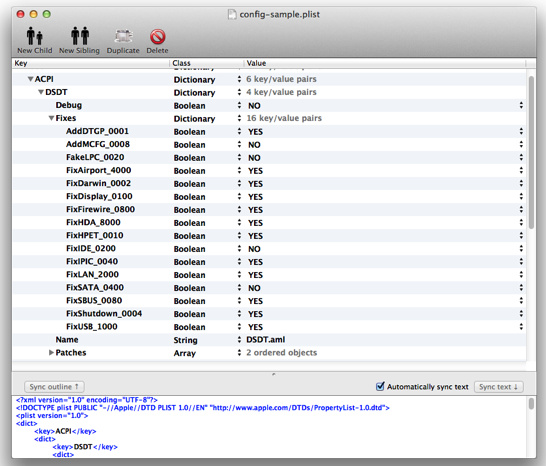 config-sample.plist
New Child New Sibling Duplicate Delete
Key Class Value
ACPI Dictionary 6 key/value pairs
DSDT Dictionary 4 key/value pairs
Debug Boolean NO
Fixes Dictionary 16 key/value pairs
AddDTGP_0001 Boolean YES
AddMCFG_0008 Boolean NO
FakeLPC_0020 Boolean NO
FixAirport_4000 Boolean YES
FixDarwin_0002 Boolean YES
FixDisplay_0100 Boolean YES
FixFirewire_0800 Boolean YES
FixHDA_8000 Boolean YES
FixHPET_0010 Boolean YES
FixIDE_0200 Boolean NO
FixIPIC_0040 Boolean YES
FixLAN_2000 Boolean YES
FixSATA_0400 Boolean NO
FixSBUS_0080 Boolean YES
FixShutdown_0004 Boolean YES
FixUSB_1000 Boolean YES
Name String DSDT.aml
Patches Array 2 ordered objects
Sync outline ↑ Automatically sync text Sync text ↓
<?xml version="1.0" encoding="UTF-8"?>
<!DOCTYPE plist PUBLIC "-//Apple//DTD PLIST 1.0//EN" "http://www.apple.com/DTDs/PropertyList-1.0.dtd">
<plist version="1.0">
<dict>
<key>ACPI</key>
<dict>
<key>DSDT</key>
<dict>